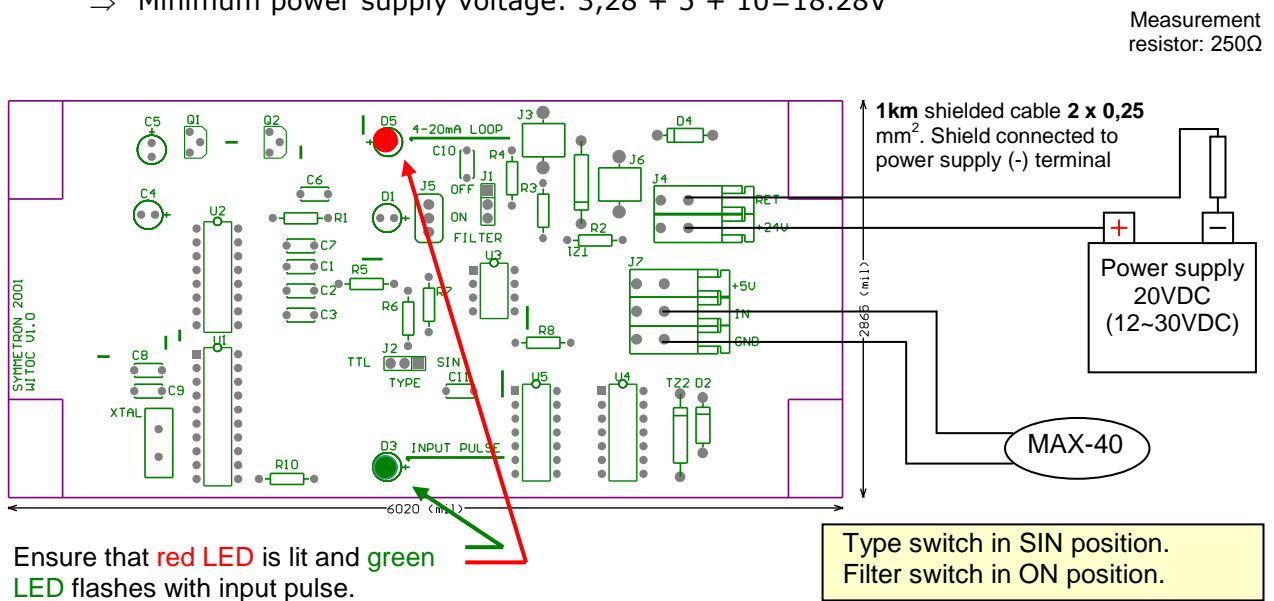 ⇒ Minimum power supply voltage: 3,28 + 5 + 10=18.28V
Measurement
resistor: 250Ω
1km shielded cable 2 x 0,25
mm². Shield connected to
power supply (-) terminal
C5
Q1
Q2
D5
4-20mA LOOP
J3
D4
C10
R4
J1
J6
OFF
R3
J4
RET
+24V
C4
C6
D1
J5
ON
FILTER
U2
R1
R2
TZ1
C7
C1
C2
C3
R5
U3
R6
R7
J7
+5V
IN
GND
+
−
Power supply
20VDC
(12~30VDC)
SYMMETRON 2001
WITOC V1.0
2865 (mil)
C8
C9
U1
J2
TTL
SIN
TYPE
R8
C11
U5
U4
TZ2
D2
XTAL
D3
INPUT PULSE
R10
MAX-40
6020 (mil)
Ensure that red LED is lit and green
LED flashes with input pulse.
Type switch in SIN position.
Filter switch in ON position.